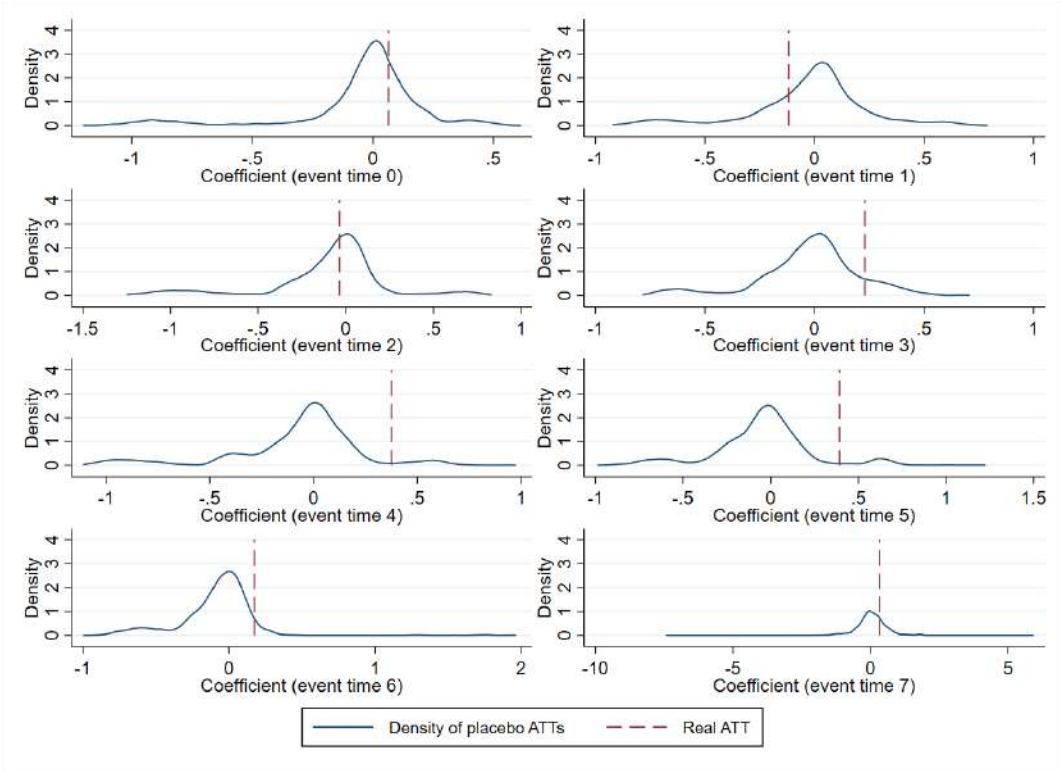 Density
4
3
2
1
0
-1 -.5 0 .5
Coefficient (event time 0)
Density
4
3
2
1
0
-1 -.5 0 .5 1
Coefficient (event time 1)
Density
4
3
2
1
0
-1.5 -1 -.5 0 .5 1
Coefficient (event time 2)
Density
4
3
2
1
0
-1 -.5 0 .5 1
Coefficient (event time 3)
Density
4
3
2
1
0
-1 -.5 0 .5 1
Coefficient (event time 4)
Density
4
3
2
1
0
-1 -.5 0 .5 1 1.5
Coefficient (event time 5)
Density
4
3
2
1
0
-1 0 1 2
Coefficient (event time 6)
Density
4
3
2
1
0
-10 -5 0 5
Coefficient (event time 7)
Density of placebo ATTs Real ATT